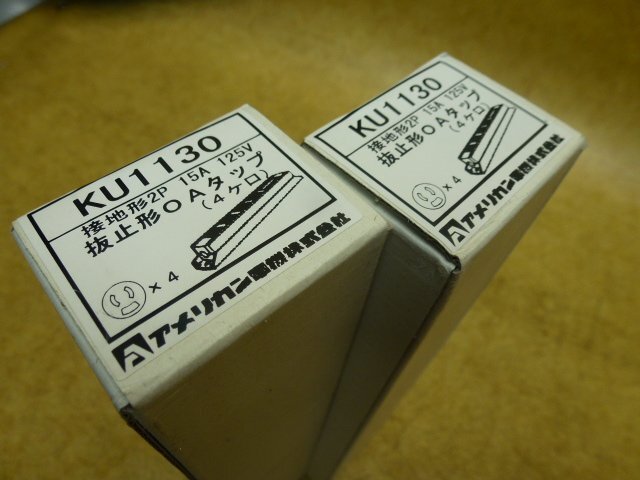 KU1130
接地形2P 15A 125V
抜止形OAタップ
(4ケ口)
×4
アメリカン電機株式会社
KU1130
接地形2P 15A 125V
抜止形OAタップ
(4ケ口)
×4
アメリカン電機株式会社